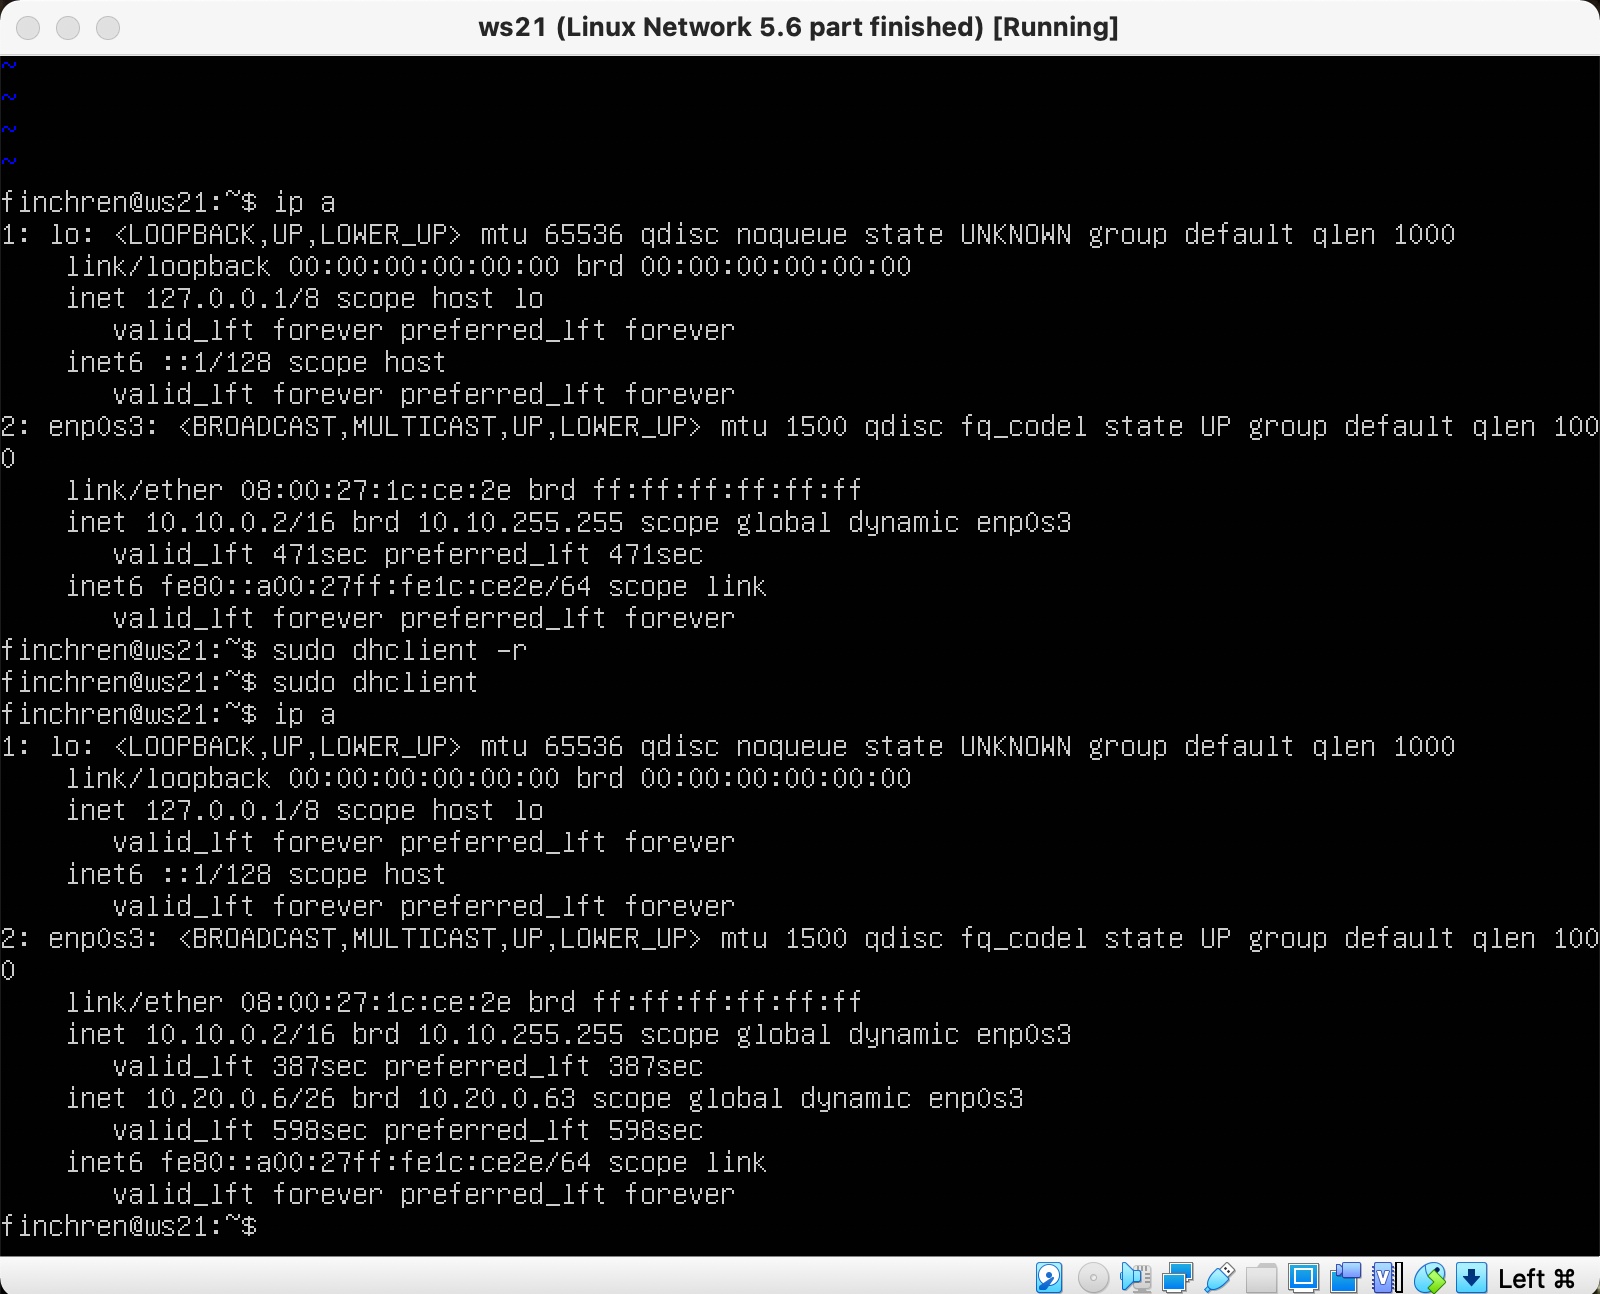 ws21 (Linux Network 5.6 part finished) [Running]
~
~
~
~
finchren@ws21:~$ ip a
1: lo: <LOOPBACK,UP,LOWER_UP> mtu 65536 qdisc noqueue state UNKNOWN group default qlen 1000
    link/loopback 00:00:00:00:00:00 brd 00:00:00:00:00:00
    inet 127.0.0.1/8 scope host lo
       valid_lft forever preferred_lft forever
    inet6 ::1/128 scope host
       valid_lft forever preferred_lft forever
2: enp0s3: <BROADCAST,MULTICAST,UP,LOWER_UP> mtu 1500 qdisc fq_codel state UP group default qlen 100
0
    link/ether 08:00:27:1c:ce:2e brd ff:ff:ff:ff:ff:ff
    inet 10.10.0.2/16 brd 10.10.255.255 scope global dynamic enp0s3
       valid_lft 471sec preferred_lft 471sec
    inet6 fe80::a00:27ff:fe1c:ce2e/64 scope link
       valid_lft forever preferred_lft forever
finchren@ws21:~$ sudo dhclient -r
finchren@ws21:~$ sudo dhclient
finchren@ws21:~$ ip a
1: lo: <LOOPBACK,UP,LOWER_UP> mtu 65536 qdisc noqueue state UNKNOWN group default qlen 1000
    link/loopback 00:00:00:00:00:00 brd 00:00:00:00:00:00
    inet 127.0.0.1/8 scope host lo
       valid_lft forever preferred_lft forever
    inet6 ::1/128 scope host
       valid_lft forever preferred_lft forever
2: enp0s3: <BROADCAST,MULTICAST,UP,LOWER_UP> mtu 1500 qdisc fq_codel state UP group default qlen 100
0
    link/ether 08:00:27:1c:ce:2e brd ff:ff:ff:ff:ff:ff
    inet 10.10.0.2/16 brd 10.10.255.255 scope global dynamic enp0s3
       valid_lft 387sec preferred_lft 387sec
    inet 10.20.0.6/26 brd 10.20.0.63 scope global dynamic enp0s3
       valid_lft 598sec preferred_lft 598sec
    inet6 fe80::a00:27ff:fe1c:ce2e/64 scope link
       valid_lft forever preferred_lft forever
finchren@ws21:~$
Left ⌘